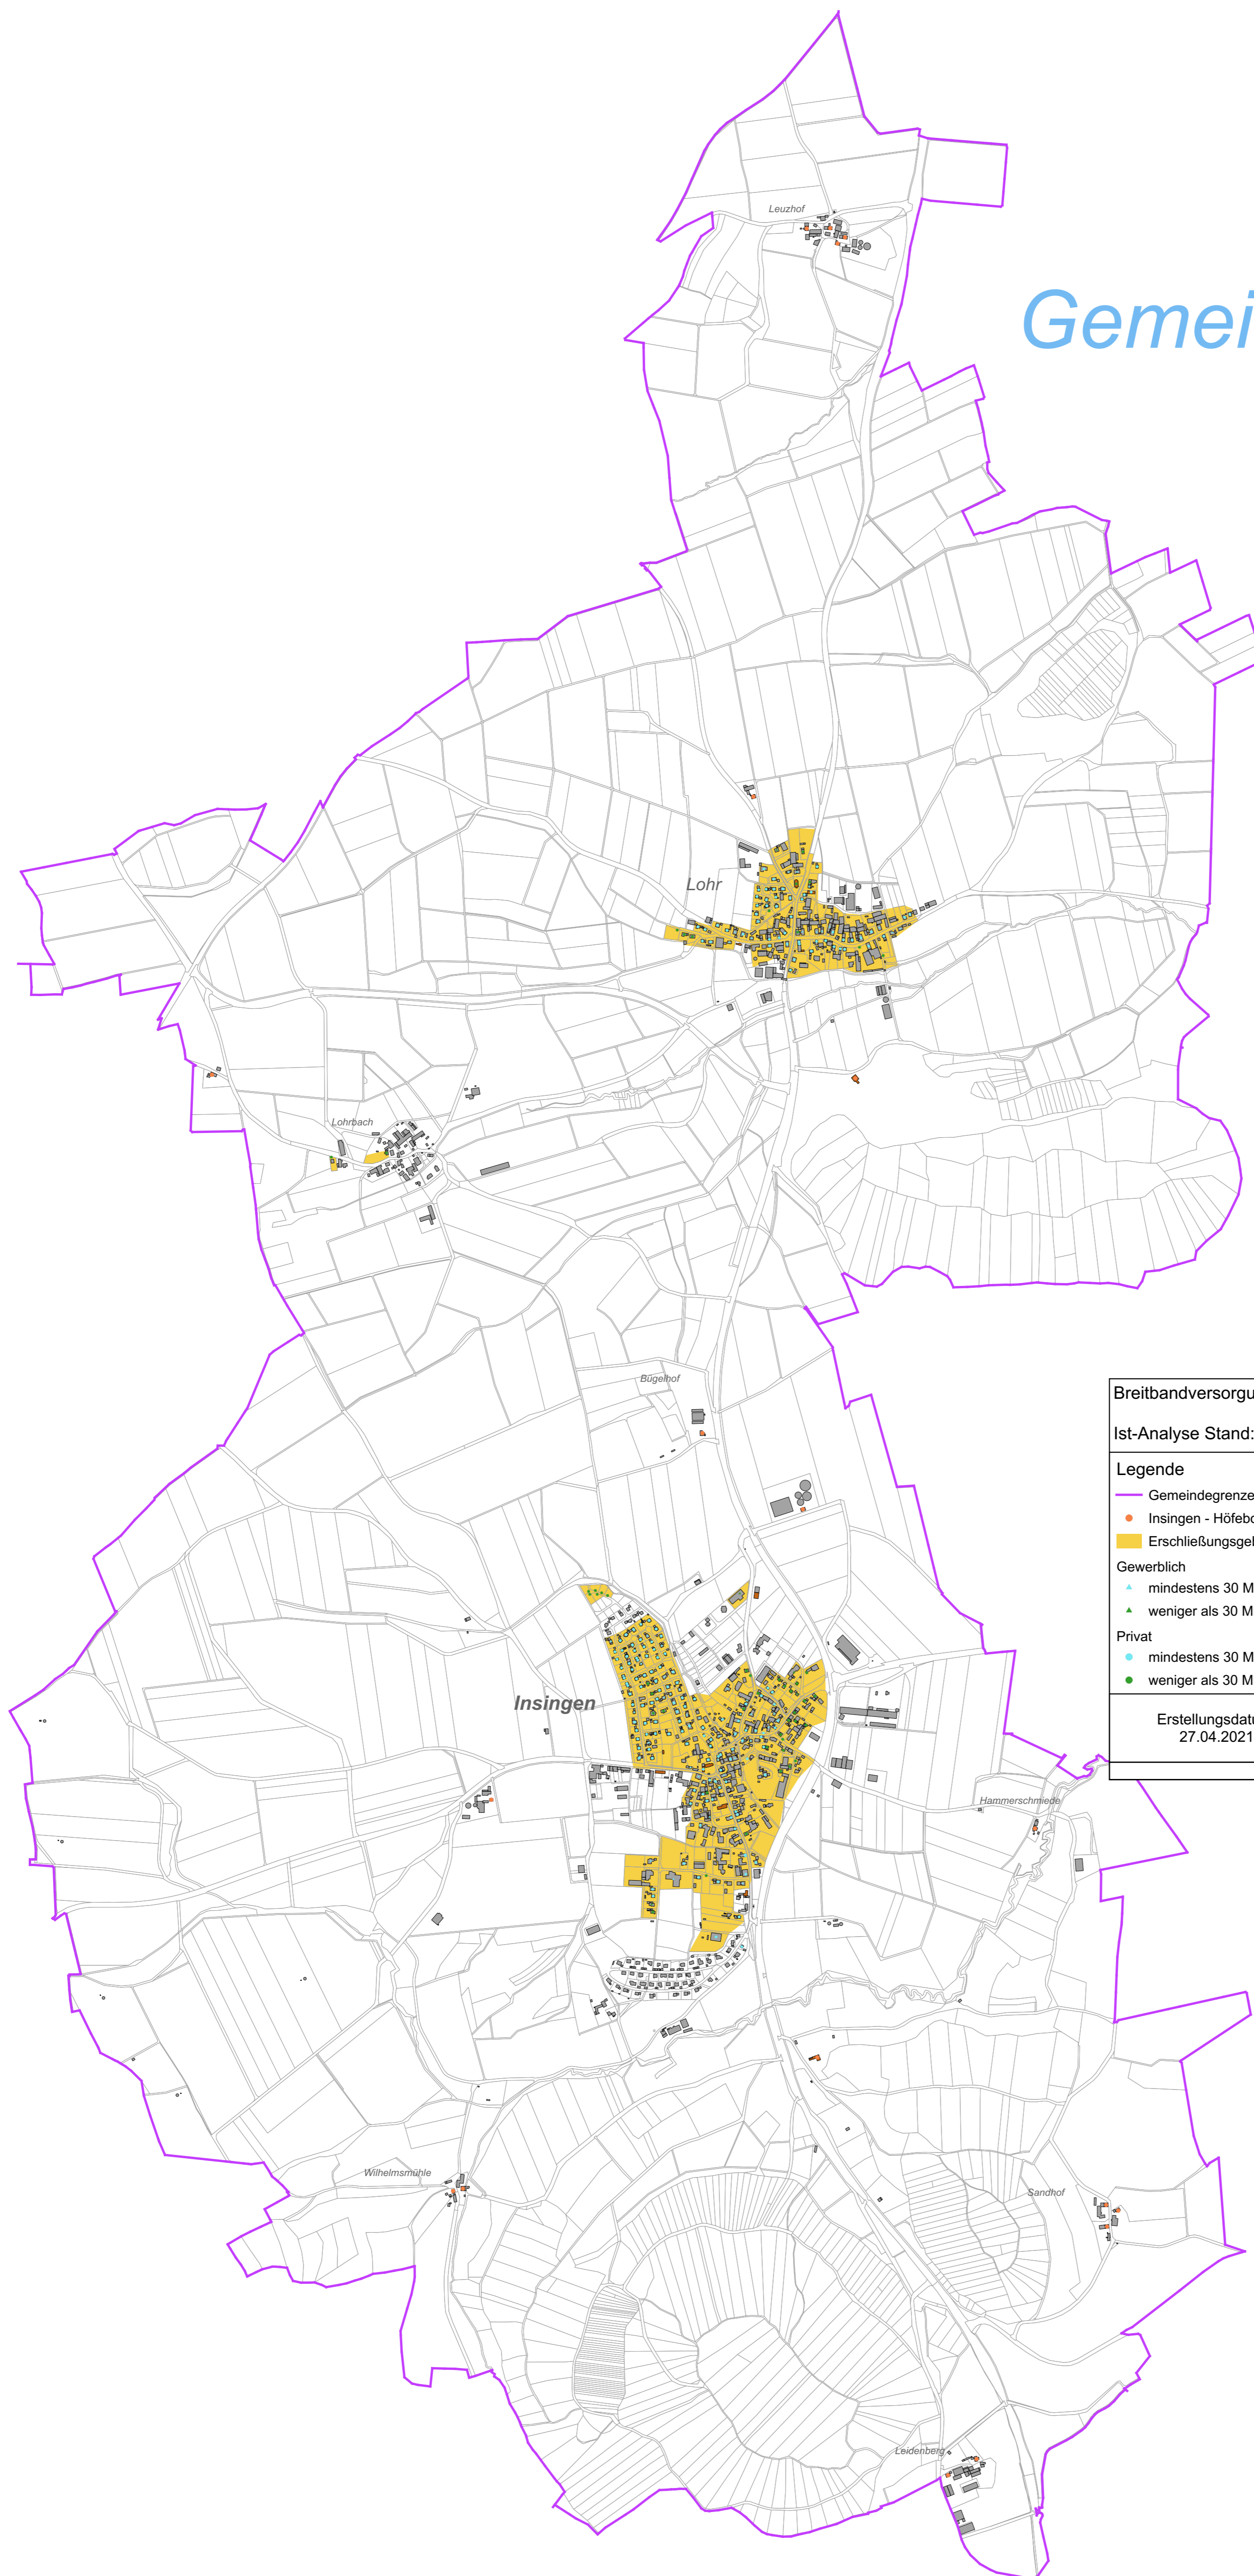 Leuzhof
Gemei
Lohr
Lohrbach
Bügelhof
Breitbandversorgu
Ist-Analyse Stand:
Legende
Gemeindegrenze
Insingen - Höfebo
Erschließungsgel
Gewerblich
mindestens 30 M
weniger als 30 M
Privat
mindestens 30 M
weniger als 30 M
Erstellungsdatu
27.04.2021
Insingen
Hammerschmiede
Wilhelmsmühle
Sandhof
Leidenberg